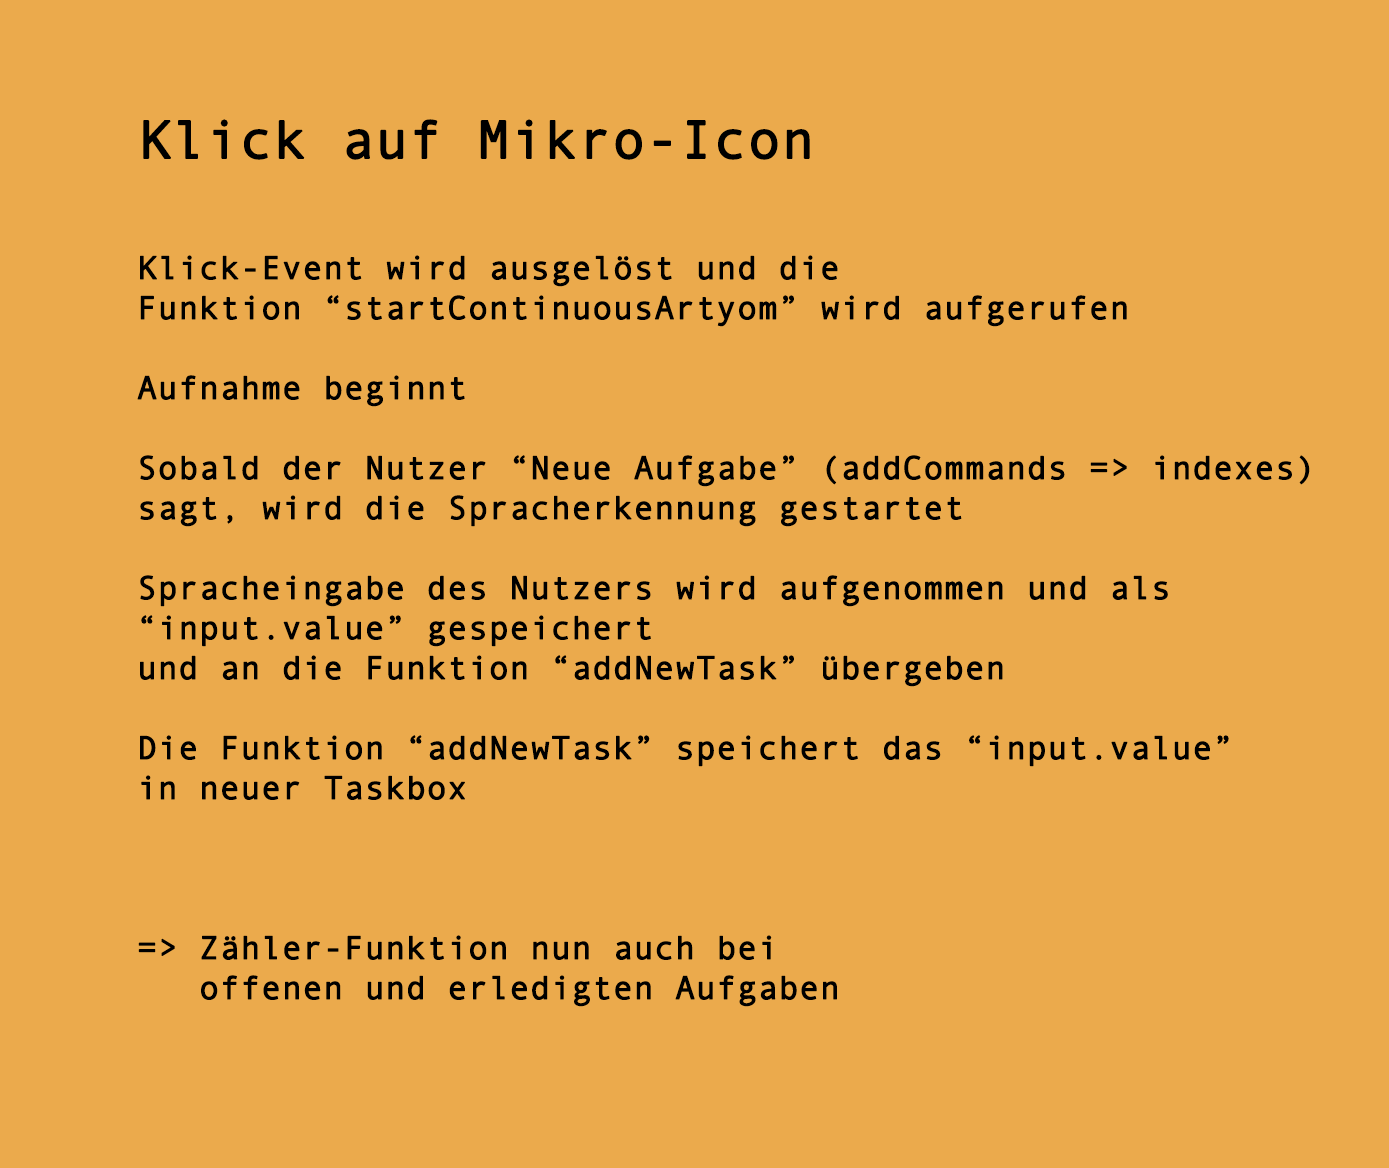 Klick auf Mikro-Icon
Klick-Event wird ausgelöst und die
Funktion “startContinuousArtyom” wird aufgerufen
Aufnahme beginnt
Sobald der Nutzer “Neue Aufgabe” (addCommands => indexes)
sagt, wird die Spracherkennung gestartet
Spracheingabe des Nutzers wird aufgenommen und als
“input.value” gespeichert
und an die Funktion “addNewTask” übergeben
Die Funktion “addNewTask” speichert das “input.value”
in neuer Taskbox
=> Zähler-Funktion nun auch bei
offenen und erledigten Aufgaben